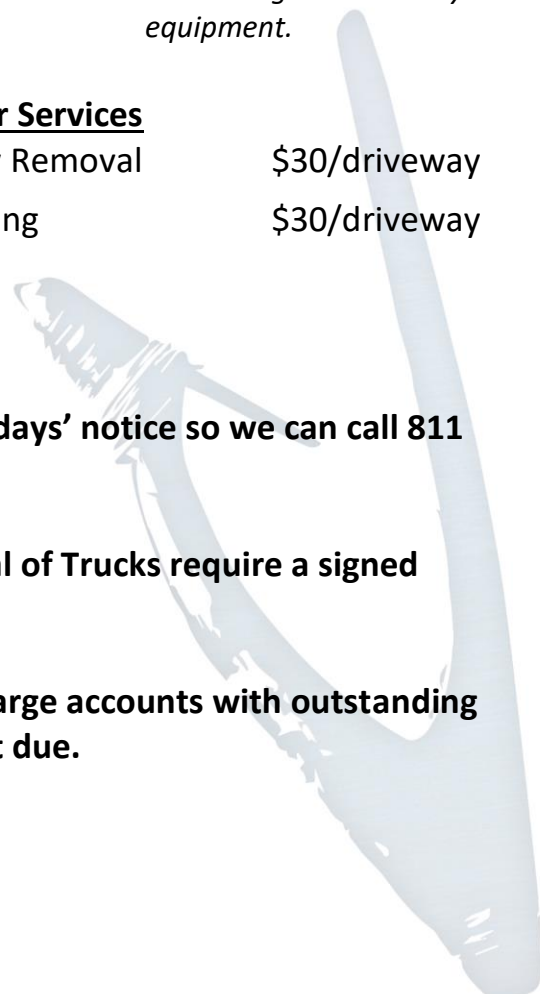 equipment.
r Services
Removal $30/driveway
ng $30/driveway
days’ notice so we can call 811
l of Trucks require a signed
arge accounts with outstanding
t due.